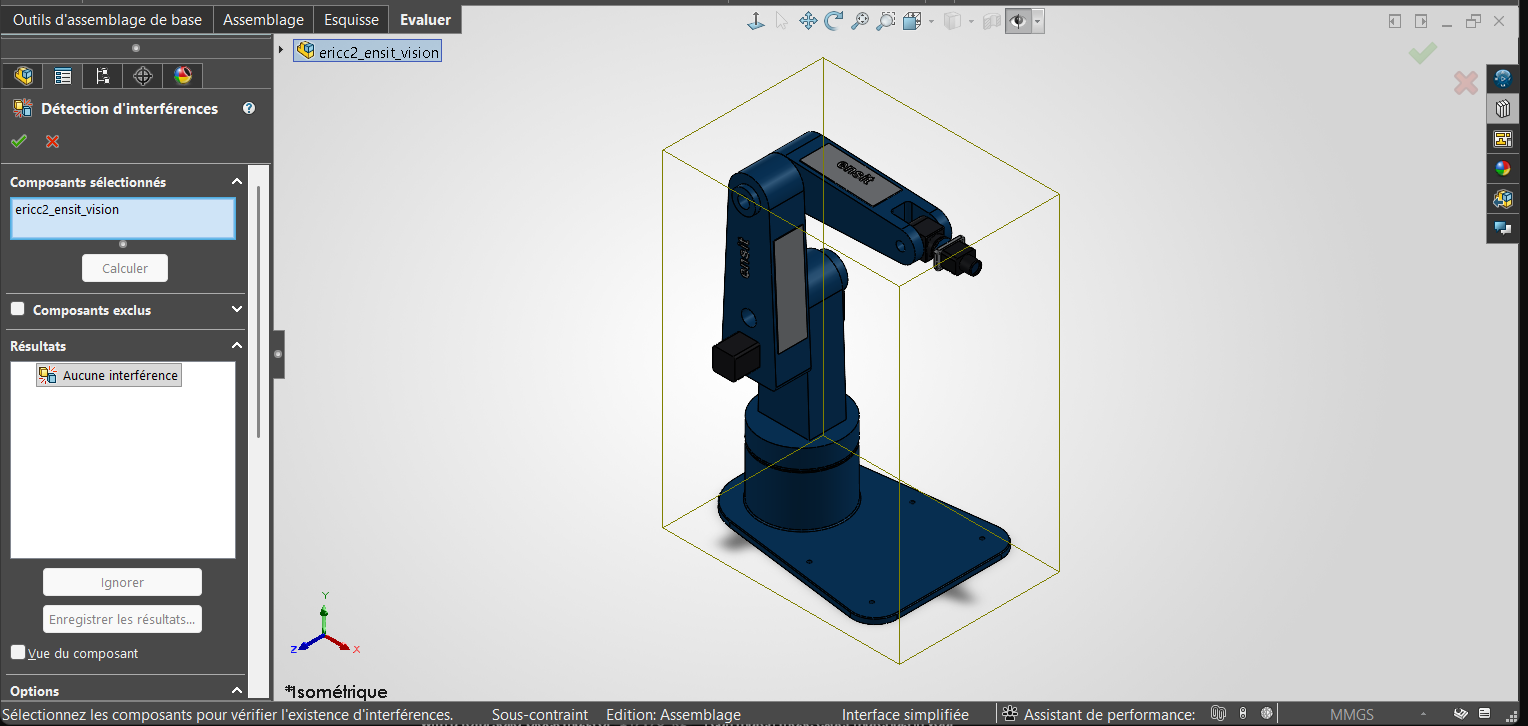 Outils d'assemblage de base Assemblage Esquisse Evaluer
ericc2_ensit_vision
Détection d'interférences ?
Composants sélectionnés
ericc2_ensit_vision
Calculer
Composants exclus
Résultats
Aucune interférence
Ignorer
Enregistrer les résultats...
Vue du composant
Options
ensit
ensit
Y
Z
X
*Isométrique
Sélectionnez les composants pour vérifier l'existence d'interférences. Sous-contraint Edition: Assemblage Interface simplifiée Assistant de performance: MMGS